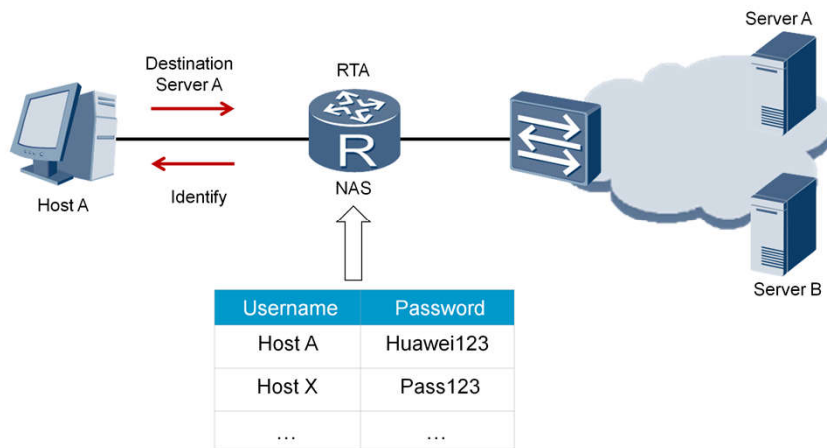 Server A
Destination
Server A
RTA
R
Host A
Identify
NAS
Server B
Username Password
Host A Huawei123
Host X Pass123
... ...